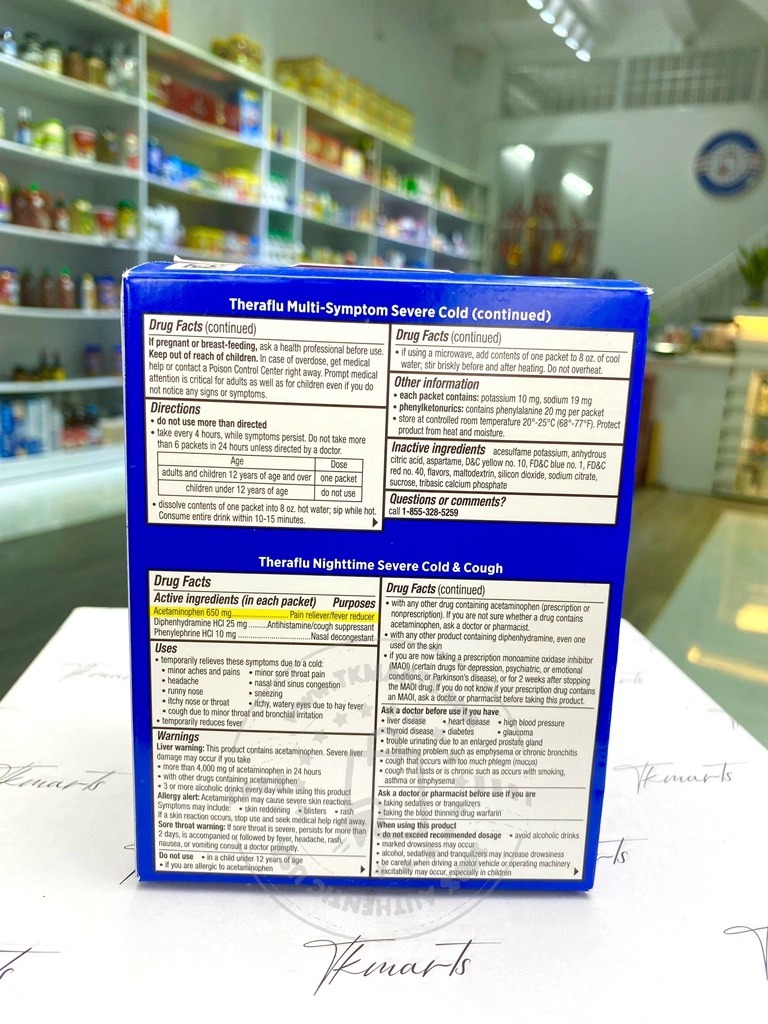 Theraflu Multi-Symptom Severe Cold (continued)
Drug Facts (continued)
If pregnant or breast-feeding, ask a health professional before use.
Keep out of reach of children. In case of overdose, get medical
help or contact a Poison Control Center right away. Prompt medical
attention is critical for adults as well as for children even if you do
not notice any signs or symptoms.
Directions
• do not use more than directed
• take every 4 hours, while symptoms persist. Do not take more
than 6 packets in 24 hours unless directed by a doctor.
Age Dose
adults and children 12 years of age and over one packet
children under 12 years of age do not use
• dissolve contents of one packet into 8 oz. hot water; sip while hot.
Consume entire drink within 10-15 minutes.
Drug Facts (continued)
• if using a microwave, add contents of one packet to 8 oz. of cool
water; stir briskly before and after heating. Do not overheat.
Other information
• each packet contains: potassium 10 mg, sodium 19 mg
• phenylketonurics: contains phenylalanine 20 mg per packet
• store at controlled room temperature 20°-25°C (68°-77°F). Protect
product from heat and moisture.
Inactive ingredients acesulfame potassium, anhydrous
citric acid, aspartame, D&C yellow no. 10, FD&C blue no. 1, FD&C
red no. 40, flavors, maltodextrin, silicon dioxide, sodium citrate,
sucrose, tribasic calcium phosphate
Questions or comments?
call 1-855-328-5259
Theraflu Nighttime Severe Cold & Cough
Drug Facts
Active ingredients (in each packet) Purposes
Acetaminophen 650 mg..................Pain reliever/fever reducer
Diphenhydramine HCl 25 mg ......Antihistamine/cough suppressant
Phenylephrine HCl 10 mg ........................Nasal decongestant
Uses
• temporarily relieves these symptoms due to a cold:
• minor aches and pains • minor sore throat pain
• headache • nasal and sinus congestion
• runny nose • sneezing
• itchy nose or throat • itchy, watery eyes due to hay fever
• cough due to minor throat and bronchial irritation
• temporarily reduces fever
Warnings
Liver warning: This product contains acetaminophen. Severe liver
damage may occur if you take
• more than 4,000 mg of acetaminophen in 24 hours
• with other drugs containing acetaminophen
• 3 or more alcoholic drinks every day while using this product
Allergy alert: Acetaminophen may cause severe skin reactions.
Symptoms may include: • skin reddening • blisters • rash
If a skin reaction occurs, stop use and seek medical help right away.
Sore throat warning: If sore throat is severe, persists for more than
2 days, is accompanied or followed by fever, headache, rash,
nausea, or vomiting consult a doctor promptly.
Do not use • in a child under 12 years of age
• if you are allergic to acetaminophen
Drug Facts (continued)
• with any other drug containing acetaminophen (prescription or
nonprescription). If you are not sure whether a drug contains
acetaminophen, ask a doctor or pharmacist.
• with any other product containing diphenhydramine, even one
used on the skin
• if you are now taking a prescription monoamine oxidase inhibitor
(MAOI) (certain drugs for depression, psychiatric, or emotional
conditions, or Parkinson's disease), or for 2 weeks after stopping
the MAOI drug. If you do not know if your prescription drug contains
an MAOI, ask a doctor or pharmacist before taking this product.
Ask a doctor before use if you have
• liver disease • heart disease • high blood pressure
• thyroid disease • diabetes • glaucoma
• trouble urinating due to an enlarged prostate gland
• a breathing problem such as emphysema or chronic bronchitis
• cough that occurs with too much phlegm (mucus)
• cough that lasts or is chronic such as occurs with smoking,
asthma or emphysema
Ask a doctor or pharmacist before use if you are
• taking sedatives or tranquilizers
• taking the blood thinning drug warfarin
When using this product
• do not exceed recommended dosage • avoid alcoholic drinks
• marked drowsiness may occur
• alcohol, sedatives and tranquilizers may increase drowsiness
• be careful when driving a motor vehicle or operating machinery
• excitability may occur, especially in children
Tkmarts
Tkmarts